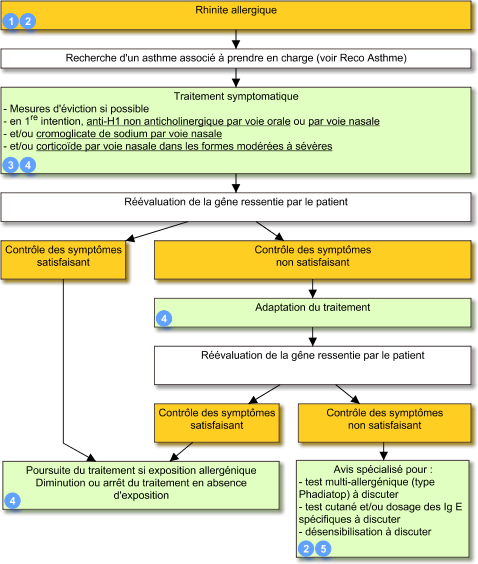 Rhinite allergique
1 2
Recherche d'un asthme associé à prendre en charge (voir Reco Asthme)
Traitement symptomatique
- Mesures d'éviction si possible
- en 1re intention, anti-H1 non anticholinergique par voie orale ou par voie nasale
- et/ou cromoglicate de sodium par voie nasale
- et/ou corticoïde par voie nasale dans les formes modérées à sévères
3 4
Réévaluation de la gêne ressentie par le patient
Contrôle des symptômes
satisfaisant
Contrôle des symptômes
non satisfaisant
Adaptation du traitement
4
Réévaluation de la gêne ressentie par le patient
Contrôle des symptômes
satisfaisant
Contrôle des symptômes
non satisfaisant
Poursuite du traitement si exposition allergénique
Diminution ou arrêt du traitement en absence
d'exposition
4
Avis spécialisé pour :
- test multi-allergénique (type
Phadiatop) à discuter
- test cutané et/ou dosage des Ig E
spécifiques à discuter
- désensibilisation à discuter
2 5